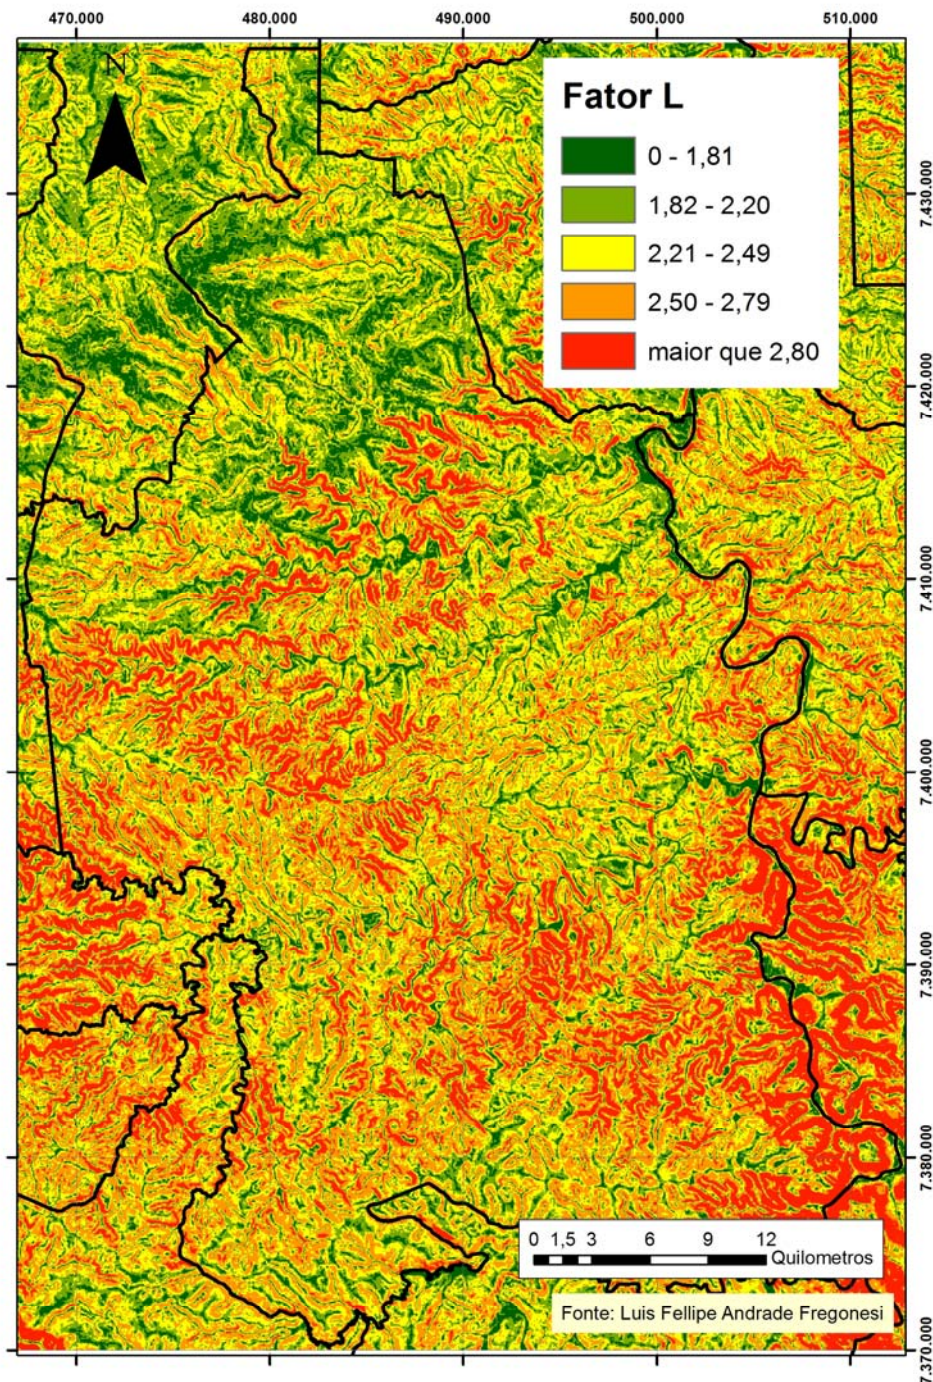 470.000 480.000 490.000 500.000 510.000
N
Fator L
0 - 1,81
1,82 - 2,20
2,21 - 2,49
2,50 - 2,79
maior que 2,80
7.430.000
7.420.000
7.410.000
7.400.000
7.390.000
7.380.000
7.370.000
0 1,5 3 6 9 12
Quilometros
Fonte: Luis Fellipe Andrade Fregonesi